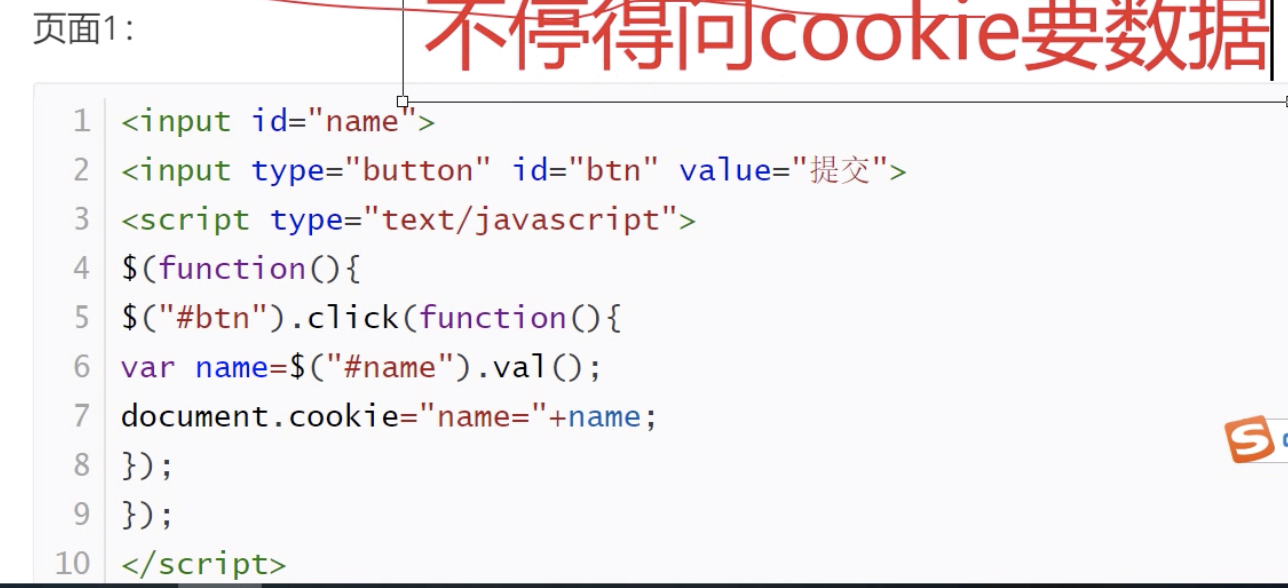 不停得问cookie要数据
页面1：
1 <input id="name">
2 <input type="button" id="btn" value="提交">
3 <script type="text/javascript">
4 $(function(){
5 $("#btn").click(function(){
6 var name=$("#name").val();
7 document.cookie="name="+name;
8 });
9 });
10 </script>